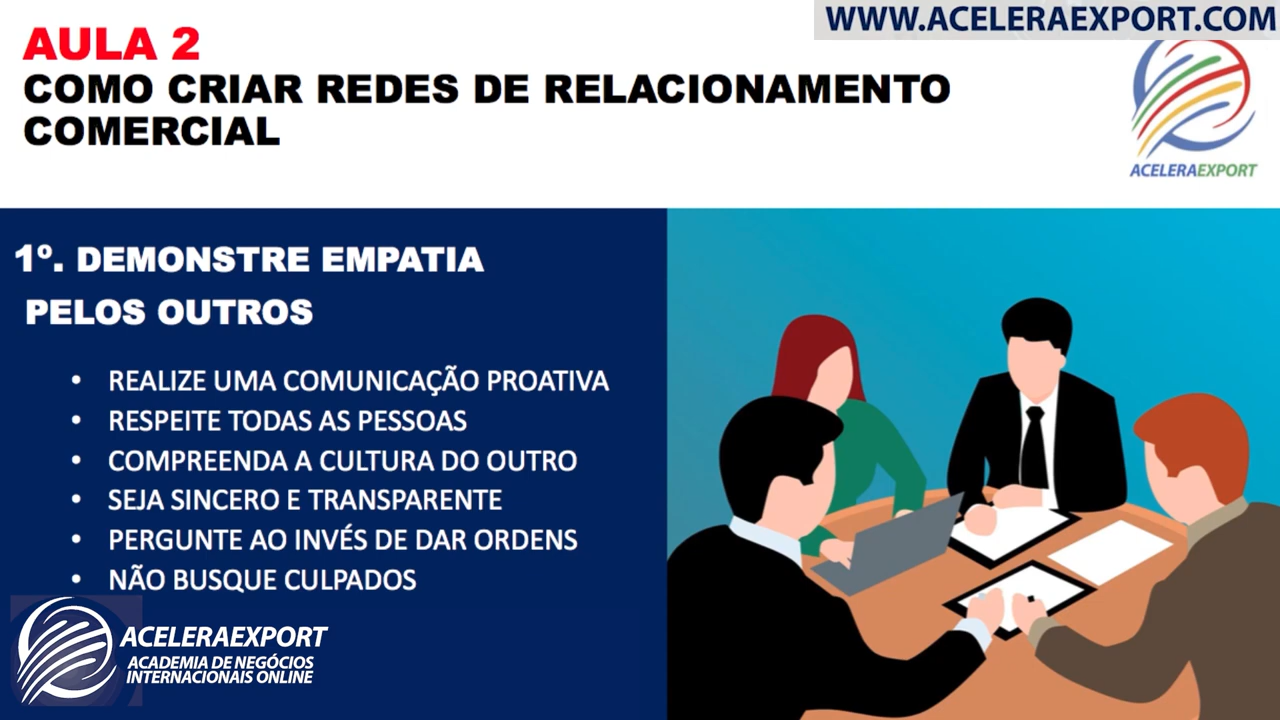 WWW.ACELERAEXPORT.COM
AULA 2
COMO CRIAR REDES DE RELACIONAMENTO
COMERCIAL
ACELERAEXPORT
1º. DEMONSTRE EMPATIA
PELOS OUTROS
• REALIZE UMA COMUNICAÇÃO PROATIVA
• RESPEITE TODAS AS PESSOAS
• COMPREENDA A CULTURA DO OUTRO
• SEJA SINCERO E TRANSPARENTE
• PERGUNTE AO INVÉS DE DAR ORDENS
• NÃO BUSQUE CULPADOS
ACELERAEXPORT
ACADEMIA DE NEGÓCIOS
INTERNACIONAIS ONLINE